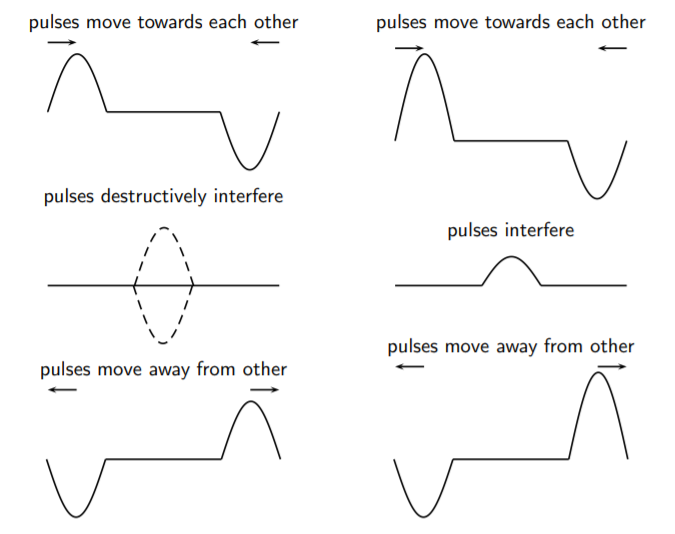 pulses move towards each other
pulses destructively interfere
pulses move away from other
pulses move towards each other
pulses interfere
pulses move away from other